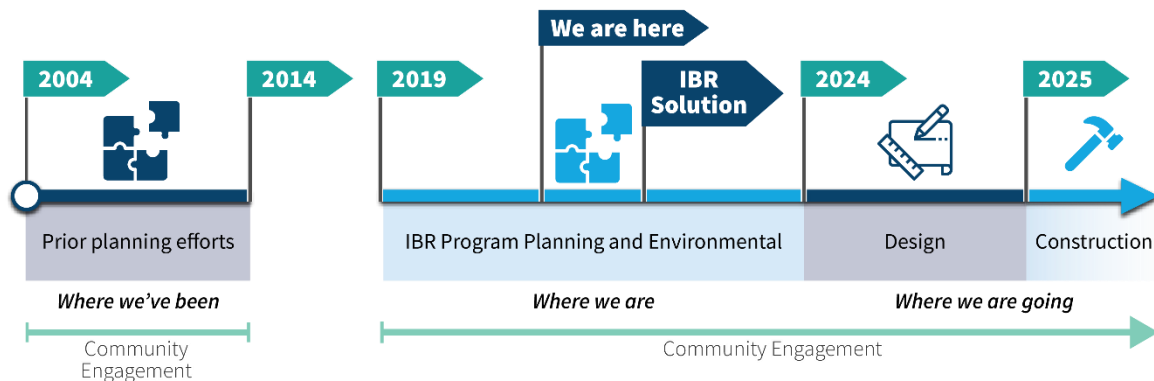 We are here
2004
2014
2019
IBR
Solution
2024
2025
Prior planning efforts
IBR Program Planning and Environmental
Design
Construction
Where we've been
Where we are
Where we are going
Community
Engagement
Community Engagement